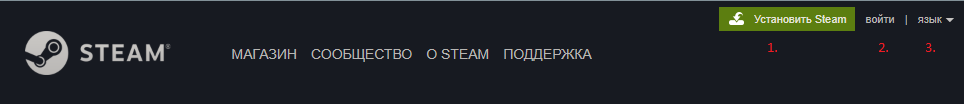 Установить Steam войти | язык
1. 2. 3.
STEAM®
МАГАЗИН СООБЩЕСТВО О STEAM ПОДДЕРЖКА